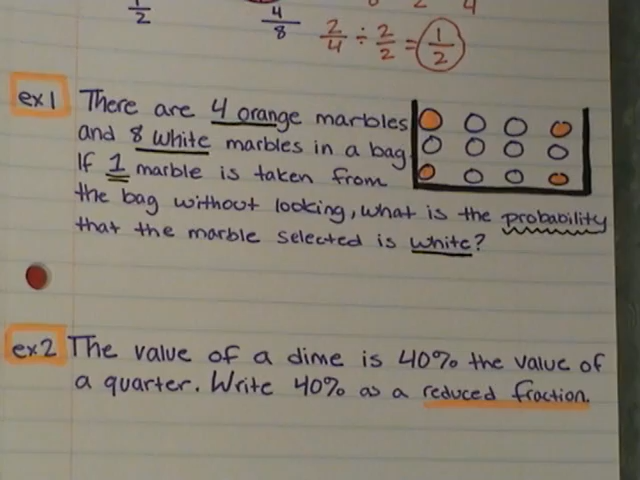 1/2
4/8
2/4 ÷ 2/2 = 1/2
ex1 There are 4 orange marbles
and 8 white marbles in a bag.
If 1 marble is taken from
the bag without looking, what is the probability
that the marble selected is white?
ex2 The value of a dime is 40% the value of
a quarter. Write 40% as a reduced fraction.